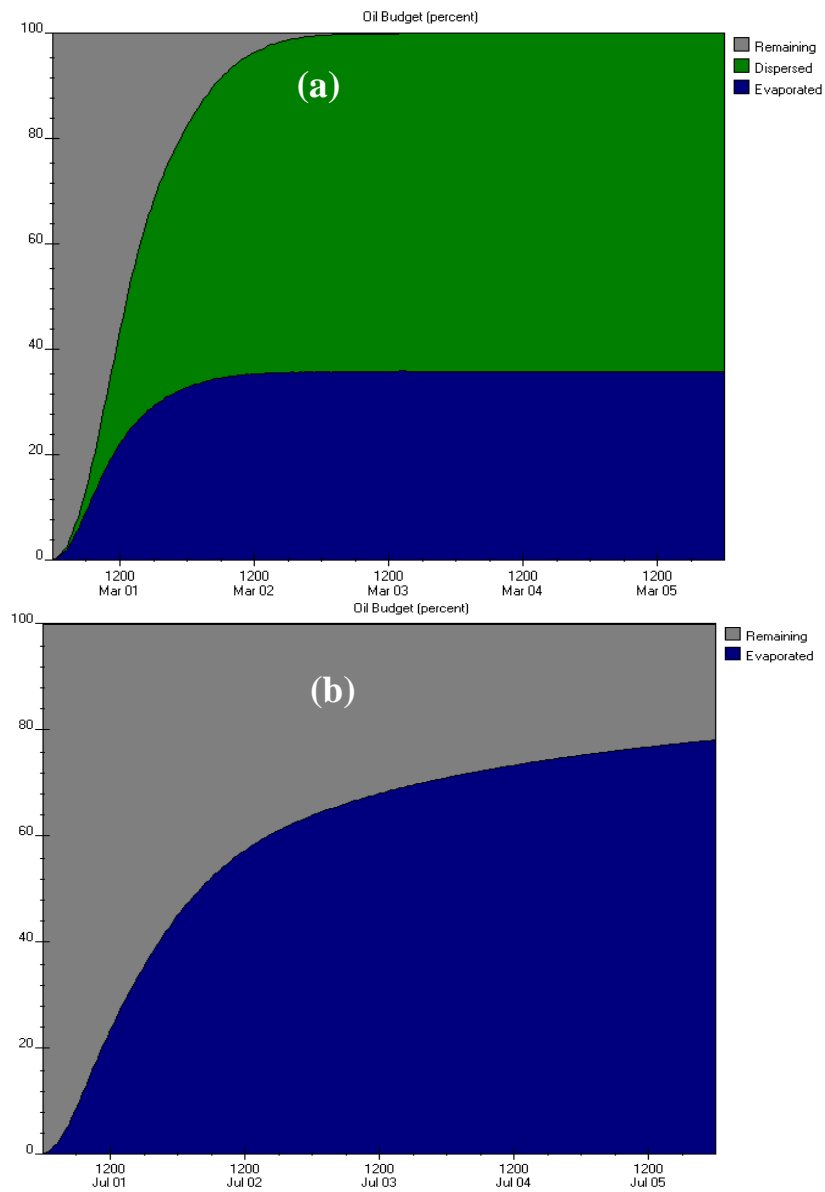 Oil Budget (percent)
100
80
60
40
20
0
(a)
Remaining
Dispersed
Evaporated
1200 1200 1200 1200 1200
Mar 01 Mar 02 Mar 03 Mar 04 Mar 05
Oil Budget (percent)
100
80
60
40
20
0
(b)
Remaining
Evaporated
1200 1200 1200 1200 1200
Jul 01 Jul 02 Jul 03 Jul 04 Jul 05